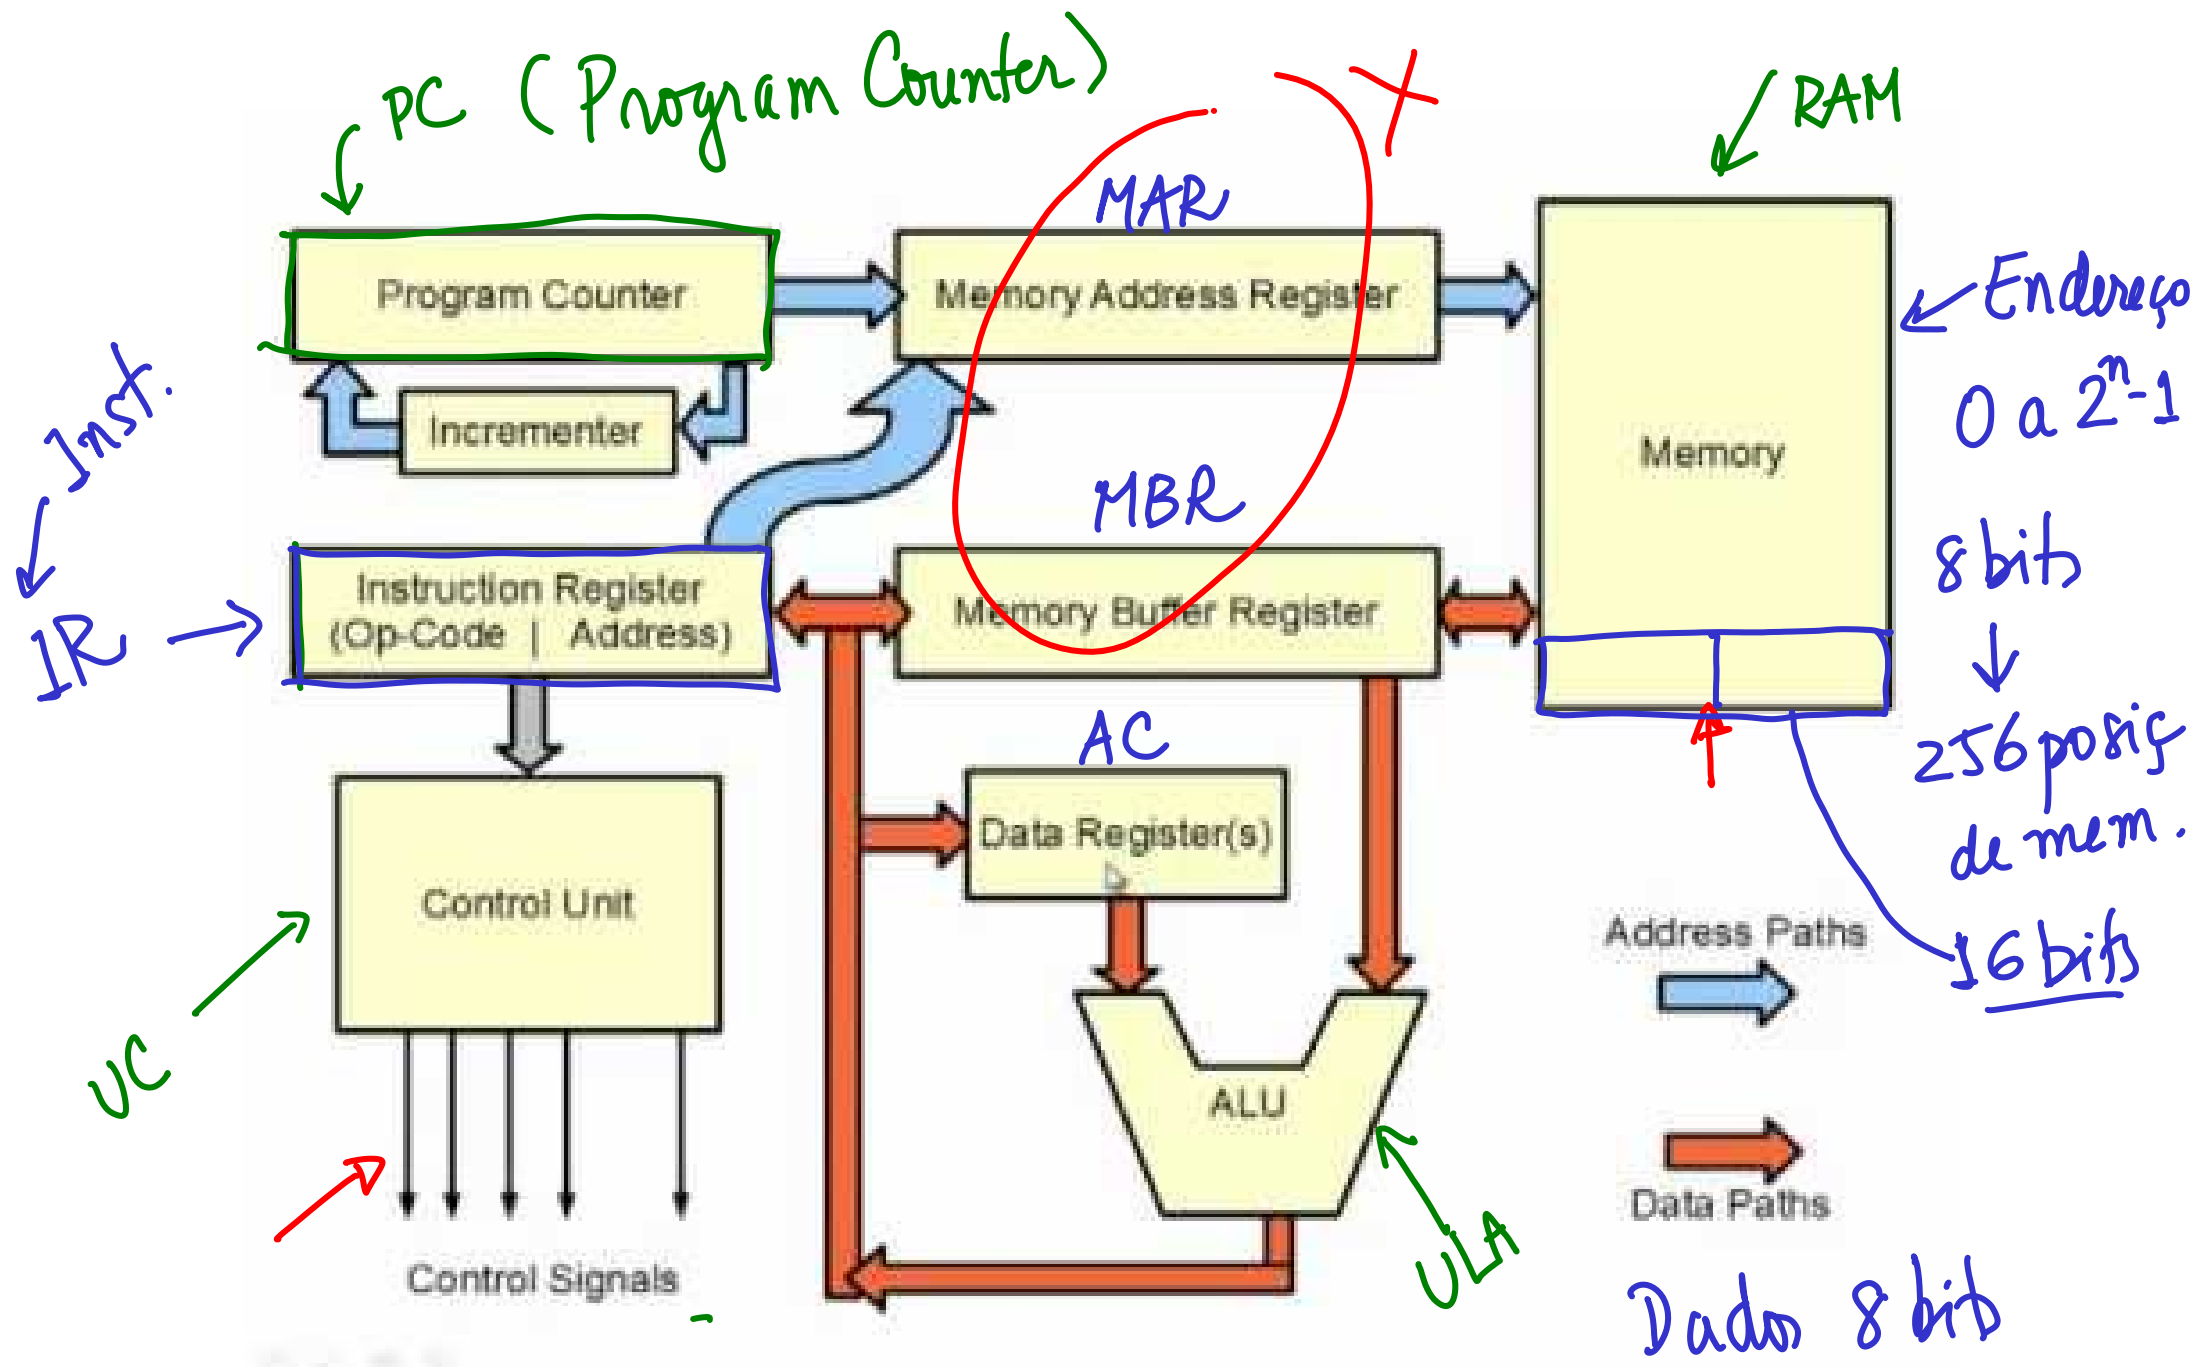 PC (Program Counter)
RAM
MAR
Program Counter
Memory Address Register
Endereço
0 a 2ⁿ-1
Inst.
Incrementer
Memory
MBR
8 bits
IR
Instruction Register
(Op-Code | Address)
Memory Buffer Register
256 posiç
de mem.
AC
Data Register(s)
Control Unit
Address Paths
16 bits
UC
ALU
Data Paths
ULA
Control Signals
Dados 8 bits